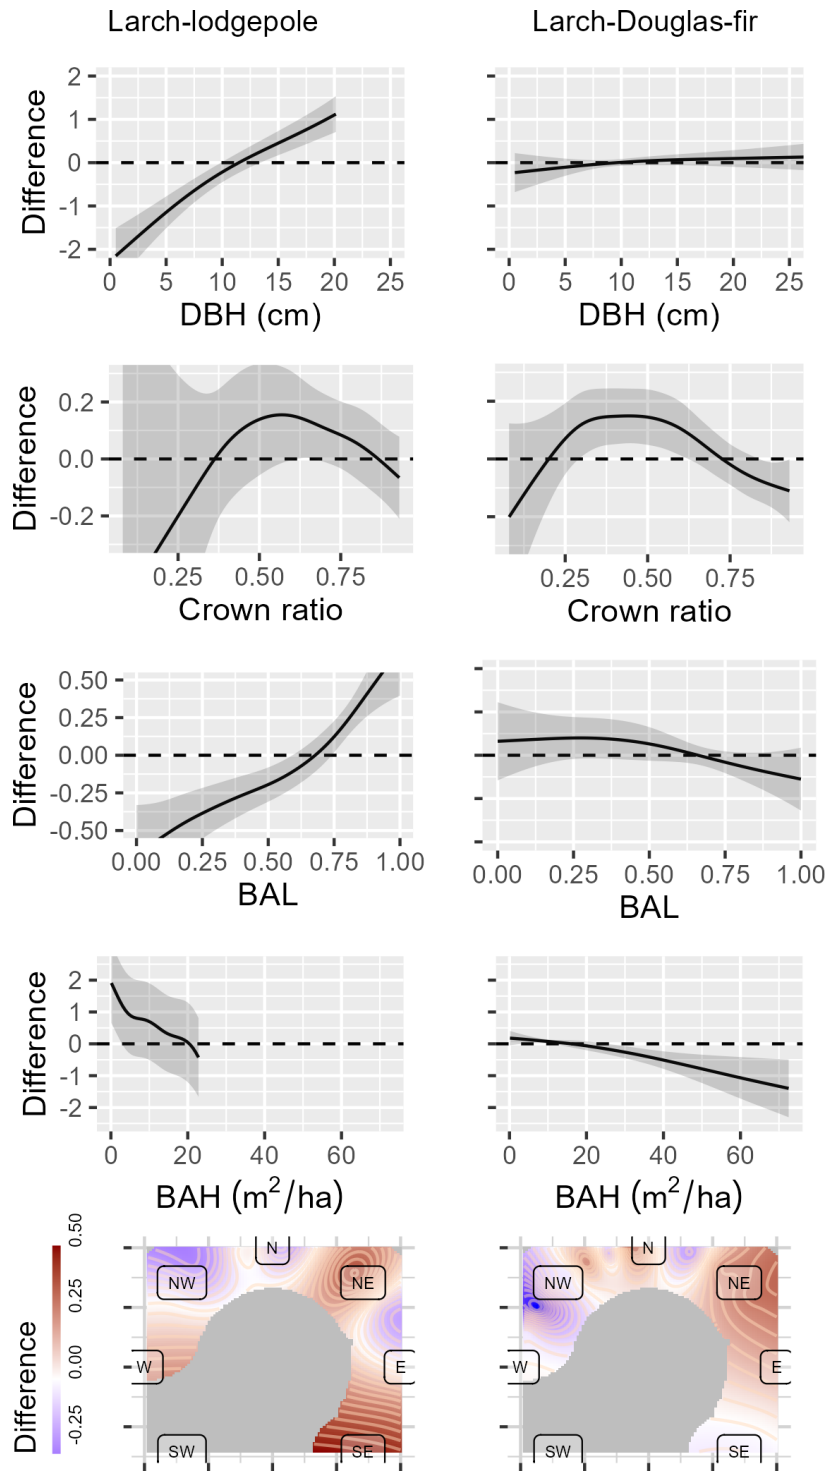 Larch-lodgepole Larch-Douglas-fir
Difference
2
1
0
-1
-2
0 5 10 15 20 25
DBH (cm)
0 5 10 15 20 25
DBH (cm)
Difference
0.2
0.0
-0.2
0.25 0.50 0.75
Crown ratio
0.25 0.50 0.75
Crown ratio
Difference
0.50
0.25
0.00
-0.25
-0.50
0.00 0.25 0.50 0.75 1.00
BAL
0.00 0.25 0.50 0.75 1.00
BAL
Difference
2
1
0
-1
-2
0 20 40 60
BAH (m²/ha)
0 20 40 60
BAH (m²/ha)
Difference
0.50
0.25
0.00
-0.25
N
NW NE
W E
SW SE
N
NW NE
W E
SW SE